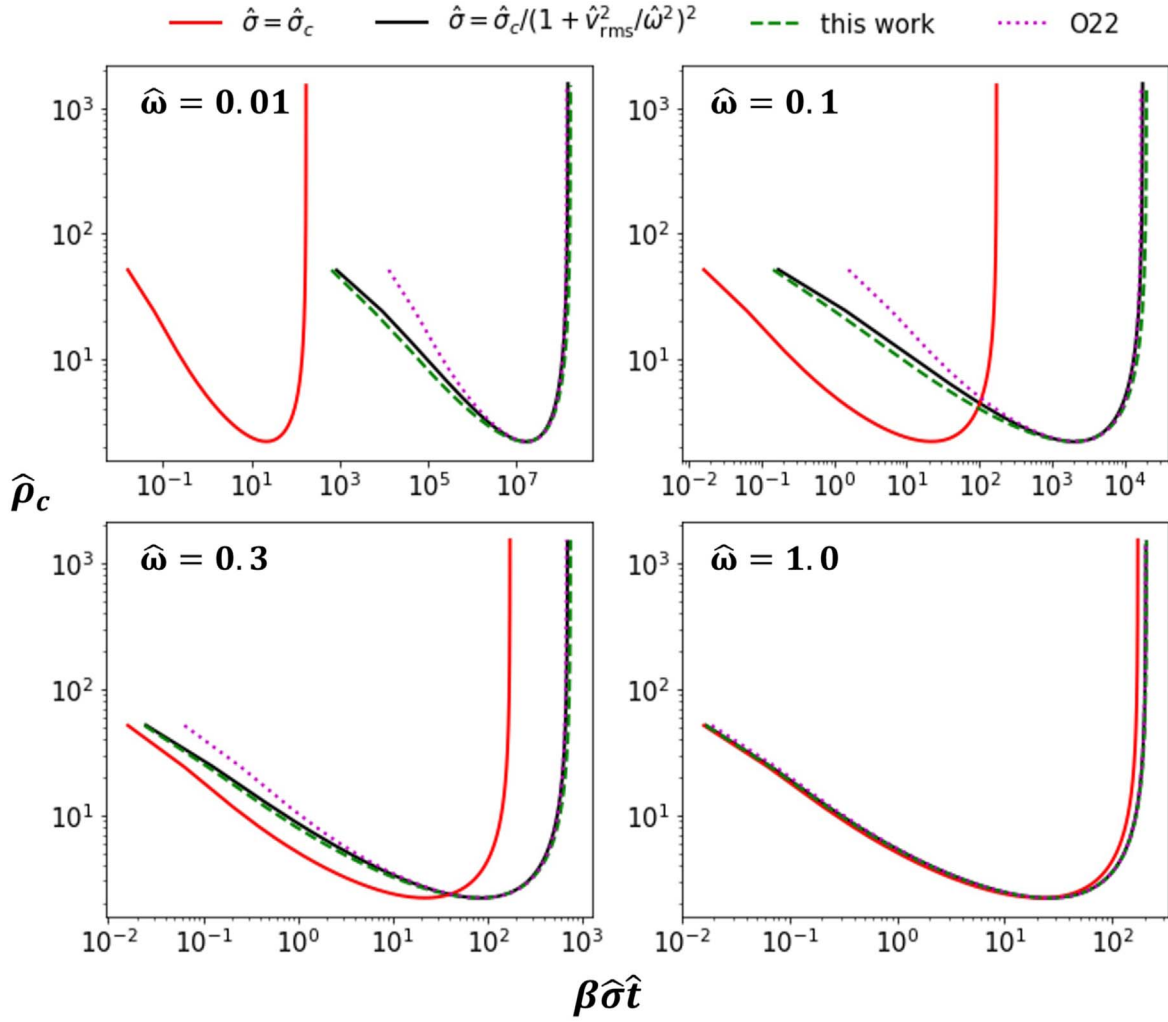 σ̂ = σ̂_c   σ̂ = σ̂_c/(1 + v̂²_rms/ω̂²)²   this work   O22
ω̂ = 0.01   ω̂ = 0.1
10³   10³
10²   10²
10¹   10¹
10⁻¹ 10¹ 10³ 10⁵ 10⁷   10⁻² 10⁻¹ 10⁰ 10¹ 10² 10³ 10⁴
ρ̂_c
ω̂ = 0.3   ω̂ = 1.0
10³   10³
10²   10²
10¹   10¹
10⁻² 10⁻¹ 10⁰ 10¹ 10² 10³   10⁻² 10⁻¹ 10⁰ 10¹ 10²
βσ̂t̂